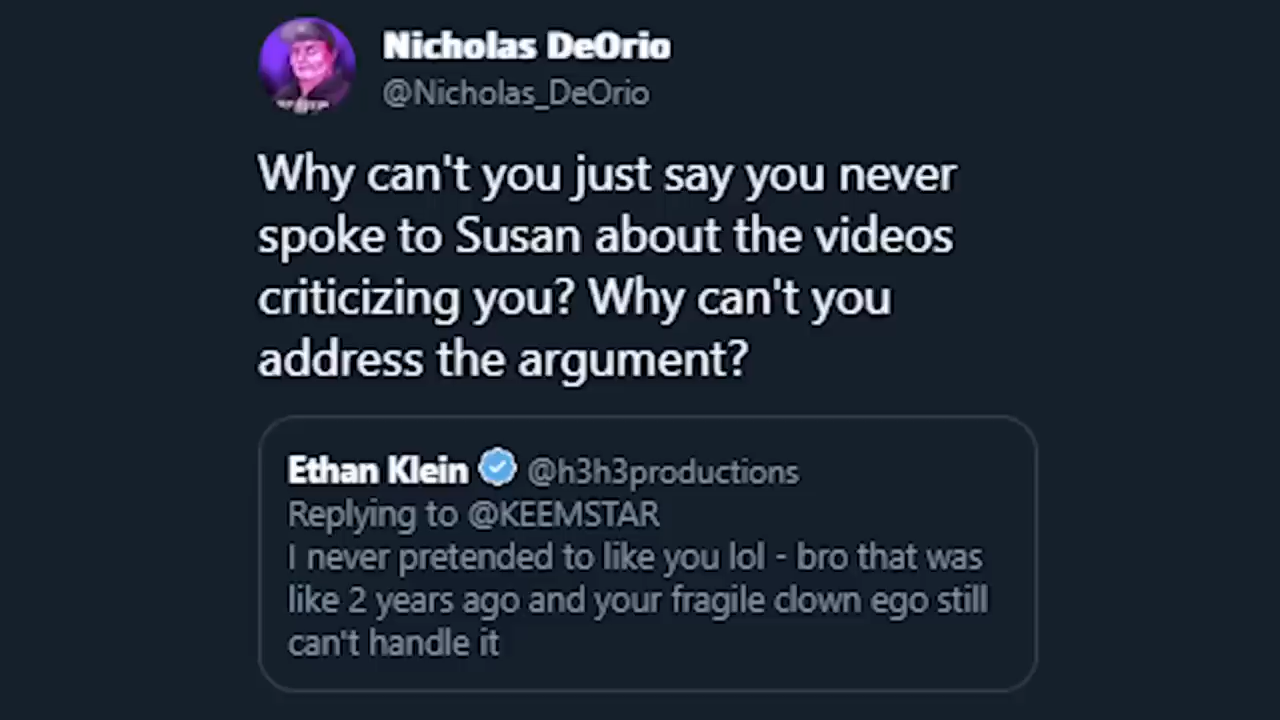 Nicholas DeOrio
@Nicholas_DeOrio
Why can't you just say you never
spoke to Susan about the videos
criticizing you? Why can't you
address the argument?
Ethan Klein @h3h3productions
Replying to @KEEMSTAR
I never pretended to like you lol - bro that was
like 2 years ago and your fragile clown ego still
can't handle it